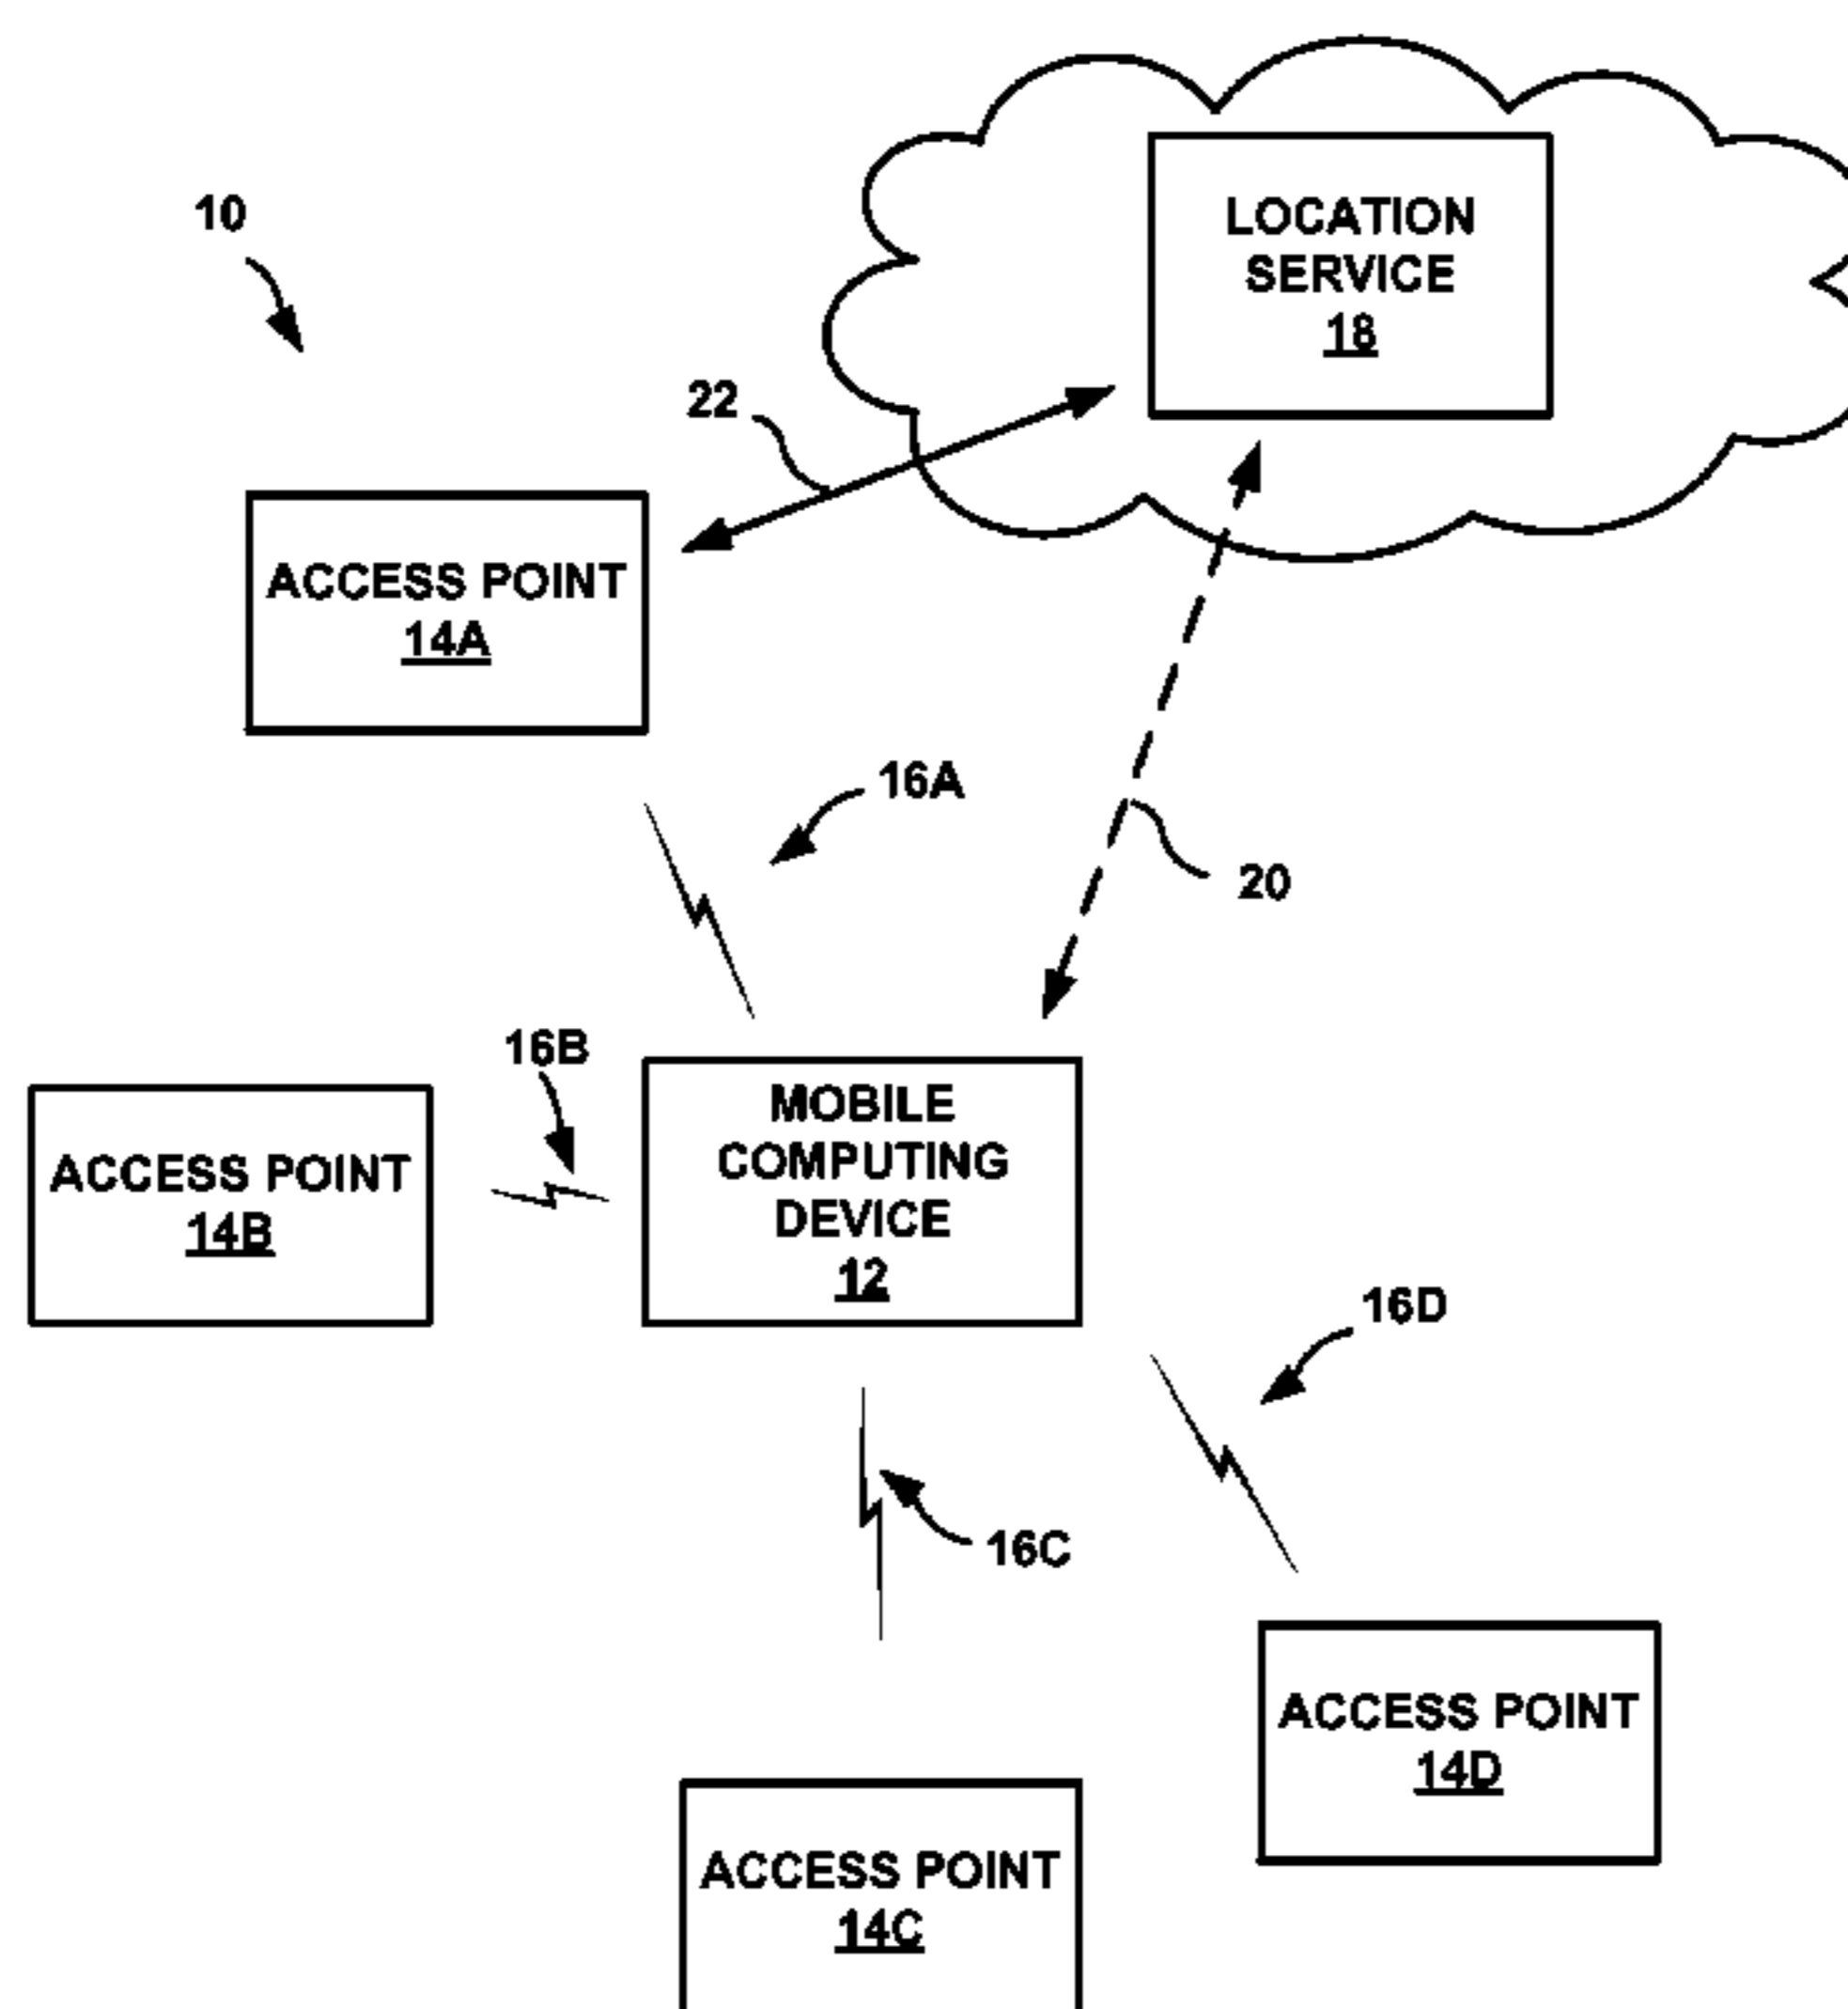 10
LOCATION
SERVICE
18
22
ACCESS POINT
14A
16A
20
16B
MOBILE
COMPUTING
DEVICE
12
ACCESS POINT
14B
16D
16C
ACCESS POINT
14D
ACCESS POINT
14C